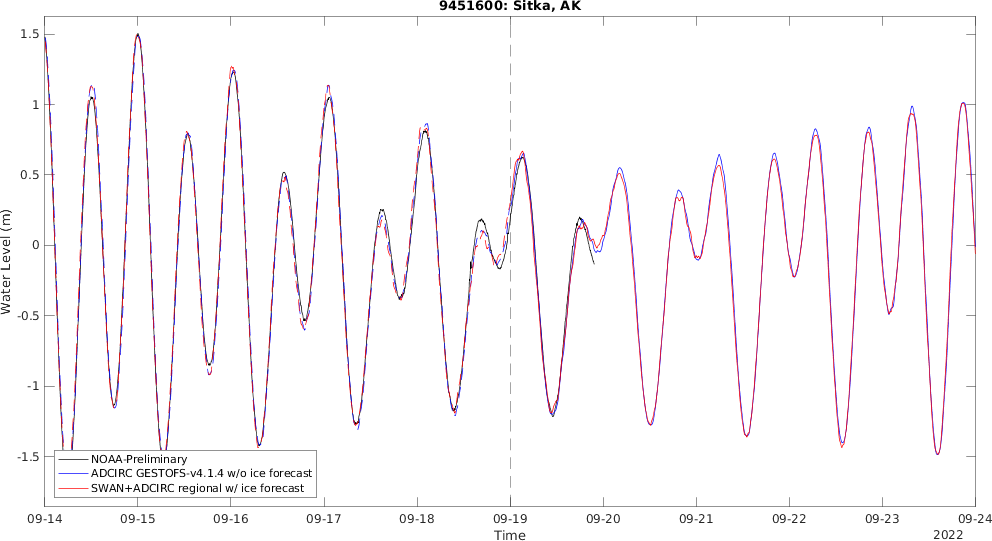 9451600: Sitka, AK
Water Level (m)
1.5
1
0.5
0
-0.5
-1
-1.5
NOAA-Preliminary
ADCIRC GESTOFS-v4.1.4 w/o ice forecast
SWAN+ADCIRC regional w/ ice forecast
09-14 09-15 09-16 09-17 09-18 09-19 09-20 09-21 09-22 09-23 09-24
Time
2022